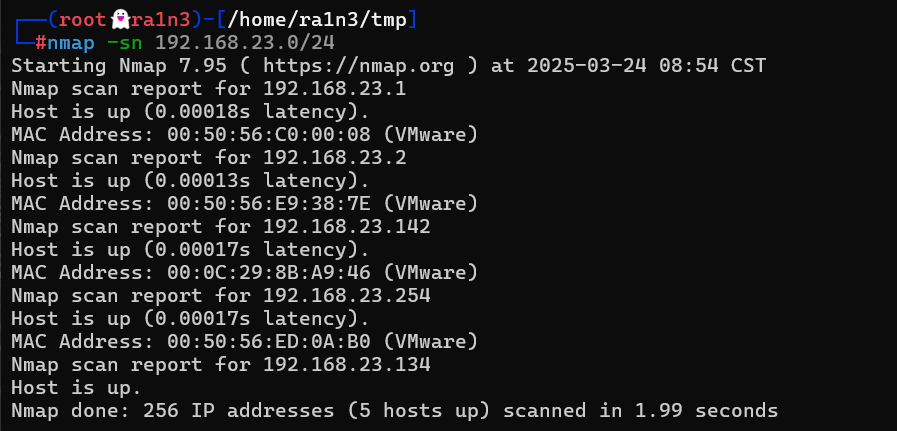 ┌──(root👻ra1n3)-[/home/ra1n3/tmp]
└─#nmap -sn 192.168.23.0/24
Starting Nmap 7.95 ( https://nmap.org ) at 2025-03-24 08:54 CST
Nmap scan report for 192.168.23.1
Host is up (0.00018s latency).
MAC Address: 00:50:56:C0:00:08 (VMware)
Nmap scan report for 192.168.23.2
Host is up (0.00013s latency).
MAC Address: 00:50:56:E9:38:7E (VMware)
Nmap scan report for 192.168.23.142
Host is up (0.00017s latency).
MAC Address: 00:0C:29:8B:A9:46 (VMware)
Nmap scan report for 192.168.23.254
Host is up (0.00017s latency).
MAC Address: 00:50:56:ED:0A:B0 (VMware)
Nmap scan report for 192.168.23.134
Host is up.
Nmap done: 256 IP addresses (5 hosts up) scanned in 1.99 seconds